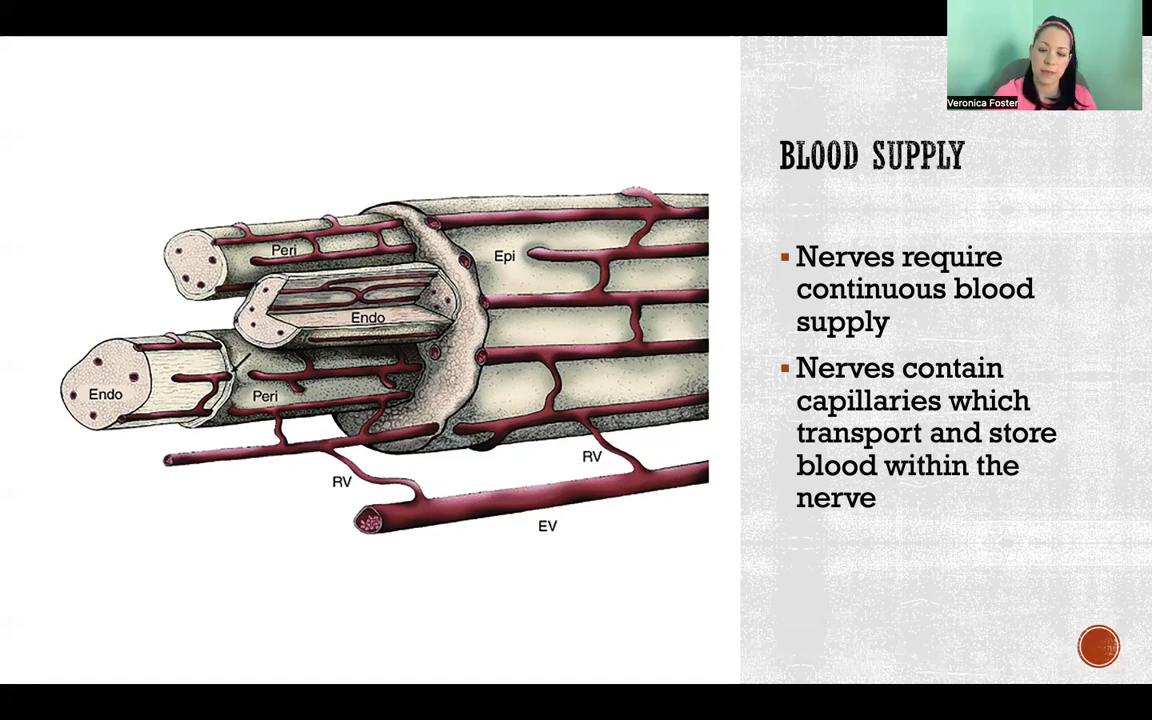 Veronica Foster
BLOOD SUPPLY
Nerves require
continuous blood
supply
Nerves contain
capillaries which
transport and store
blood within the
nerve
Peri
Epi
Endo
Endo
Peri
RV
RV
EV